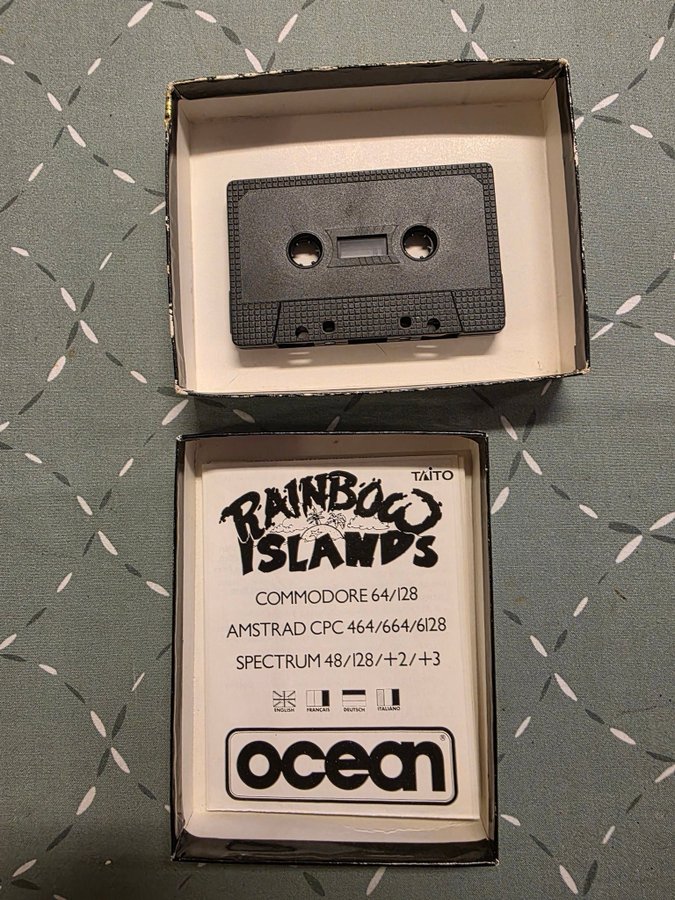 TAITO
RAINBOW
ISLANDS
COMMODORE 64/128
AMSTRAD CPC 464/664/6128
SPECTRUM 48/128/+2/+3
ENGLISH FRANÇAIS DEUTSCH ITALIANO
ocean®